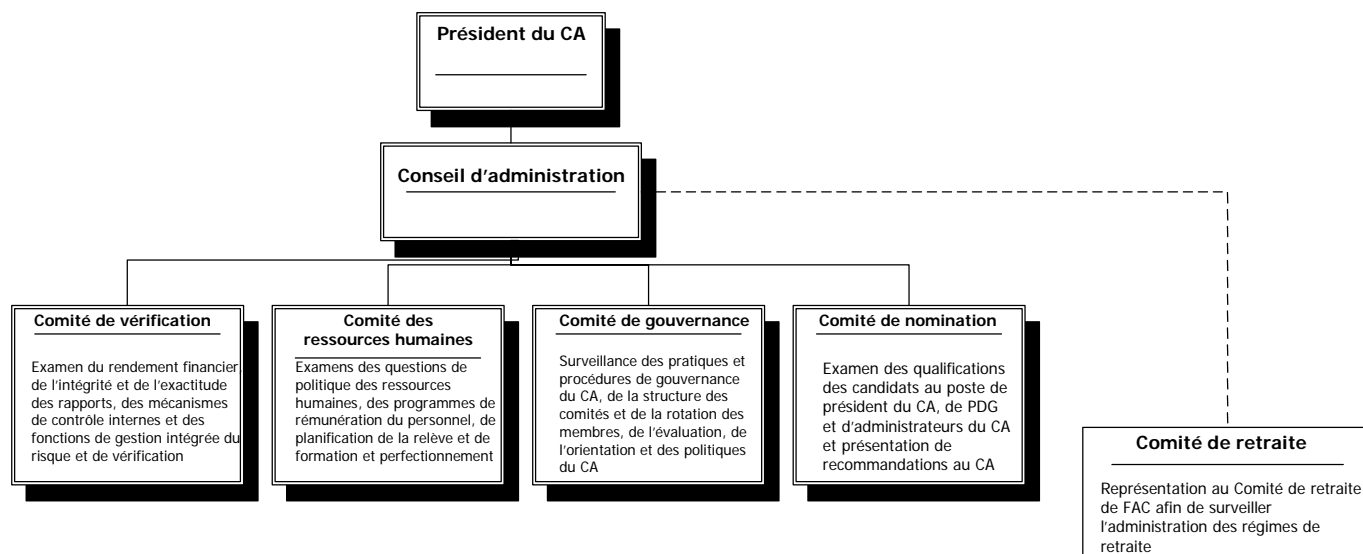 Président du CA
Conseil d'administration
Comité de vérification
Examen du rendement financier,
de l'intégrité et de l'exactitude
des rapports, des mécanismes
de contrôle internes et des
fonctions de gestion intégrée du
risque et de vérification
Comité des
ressources humaines
Examens des questions de
politique des ressources
humaines, des programmes de
rémunération du personnel, de
planification de la relève et de
formation et perfectionnement
Comité de gouvernance
Surveillance des pratiques et
procédures de gouvernance
du CA, de la structure des
comités et de la rotation des
membres, de l'évaluation, de
l'orientation et des politiques
du CA
Comité de nomination
Examen des qualifications
des candidats au poste de
président du CA, de PDG
et d'administrateurs du CA
et présentation de
recommandations au CA
Comité de retraite
Représentation au Comité de retraite
de FAC afin de surveiller
l'administration des régimes de
retraite